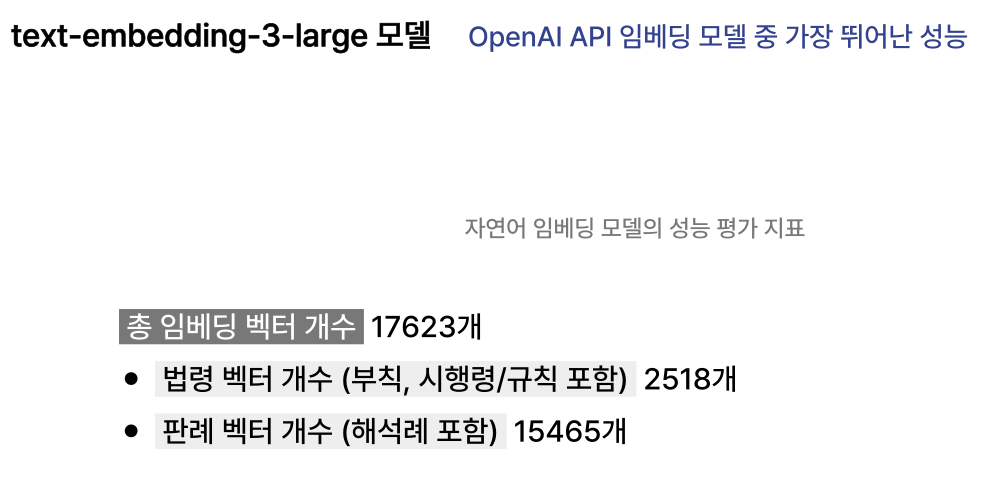 text-embedding-3-large 모델 OpenAI API 임베딩 모델 중 가장 뛰어난 성능
자연어 임베딩 모델의 성능 평가 지표
총 임베딩 벡터 개수 17623개
• 법령 벡터 개수 (부칙, 시행령/규칙 포함) 2518개
• 판례 벡터 개수 (해석례 포함) 15465개